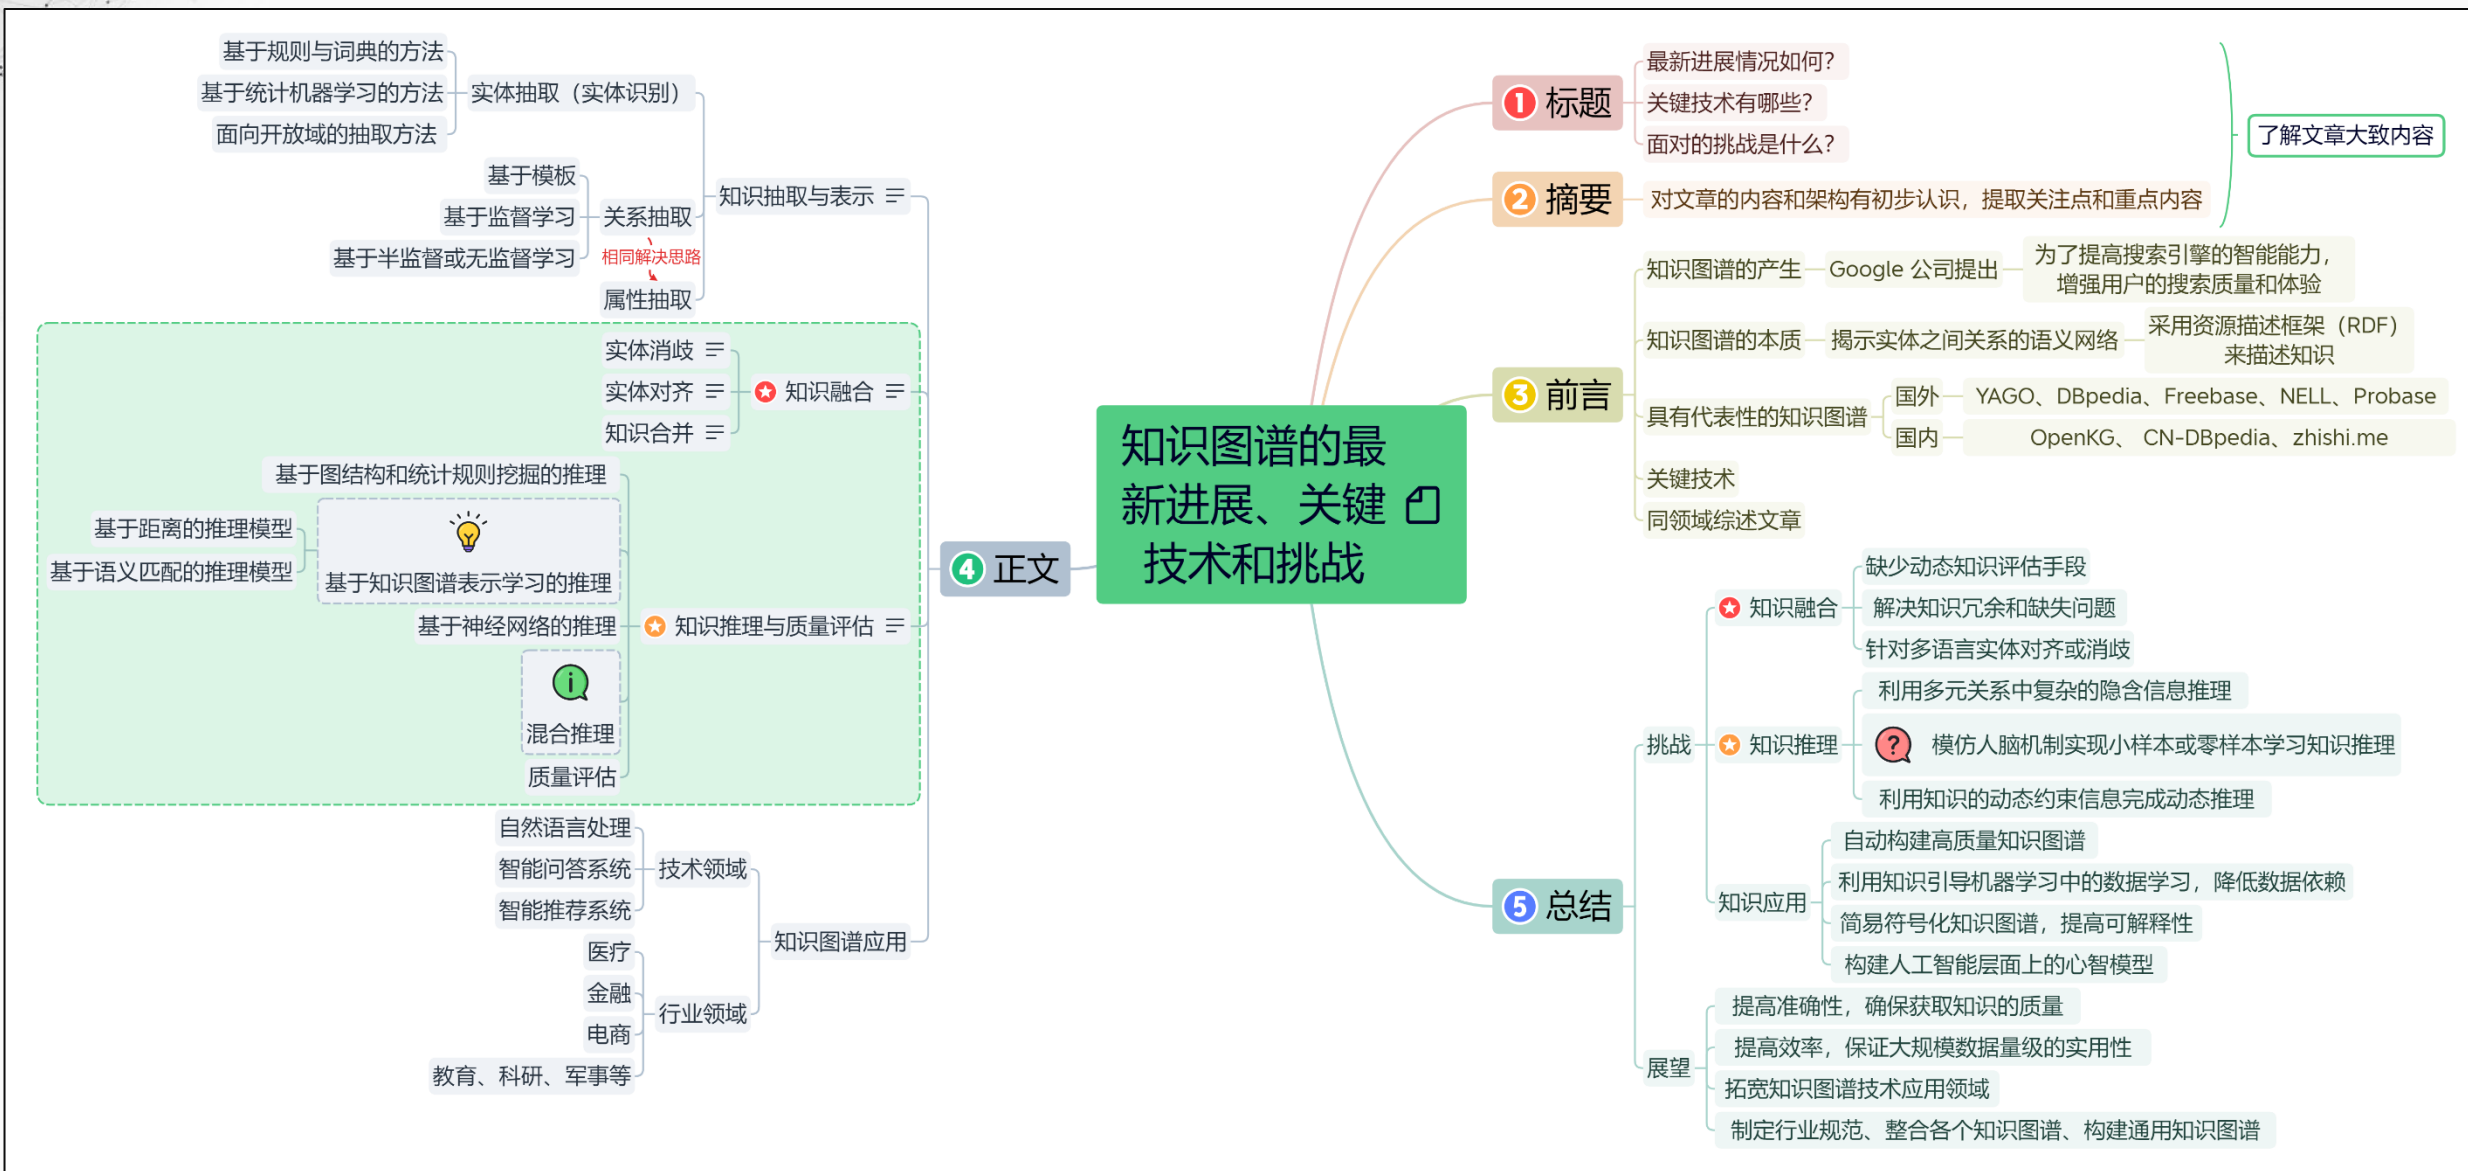 知识图谱的最
新进展、关键
技术和挑战
1 标题
最新进展情况如何?
关键技术有哪些?
面对的挑战是什么?
2 摘要
对文章的内容和架构有初步认识，提取关注点和重点内容
了解文章大致内容
3 前言
知识图谱的产生
Google 公司提出
为了提高搜索引擎的智能能力，
增强用户的搜索质量和体验
知识图谱的本质
揭示实体之间关系的语义网络
采用资源描述框架（RDF）
来描述知识
具有代表性的知识图谱
国外
YAGO、DBpedia、Freebase、NELL、Probase
国内
OpenKG、 CN-DBpedia、zhishi.me
关键技术
同领域综述文章
4 正文
知识抽取与表示
实体抽取（实体识别）
基于规则与词典的方法
基于统计机器学习的方法
面向开放域的抽取方法
关系抽取
基于模板
基于监督学习
基于半监督或无监督学习
相同解决思路
属性抽取
知识融合
实体消歧
实体对齐
知识合并
知识推理与质量评估
基于图结构和统计规则挖掘的推理
基于知识图谱表示学习的推理
基于距离的推理模型
基于语义匹配的推理模型
基于神经网络的推理
混合推理
质量评估
知识图谱应用
技术领域
自然语言处理
智能问答系统
智能推荐系统
行业领域
医疗
金融
电商
教育、科研、军事等
5 总结
挑战
知识融合
缺少动态知识评估手段
解决知识冗余和缺失问题
针对多语言实体对齐或消歧
知识推理
利用多元关系中复杂的隐含信息推理
? 模仿人脑机制实现小样本或零样本学习知识推理
利用知识的动态约束信息完成动态推理
知识应用
自动构建高质量知识图谱
利用知识引导机器学习中的数据学习，降低数据依赖
简易符号化知识图谱，提高可解释性
构建人工智能层面上的心智模型
展望
提高准确性，确保获取知识的质量
提高效率，保证大规模数据量级的实用性
拓宽知识图谱技术应用领域
制定行业规范、整合各个知识图谱、构建通用知识图谱